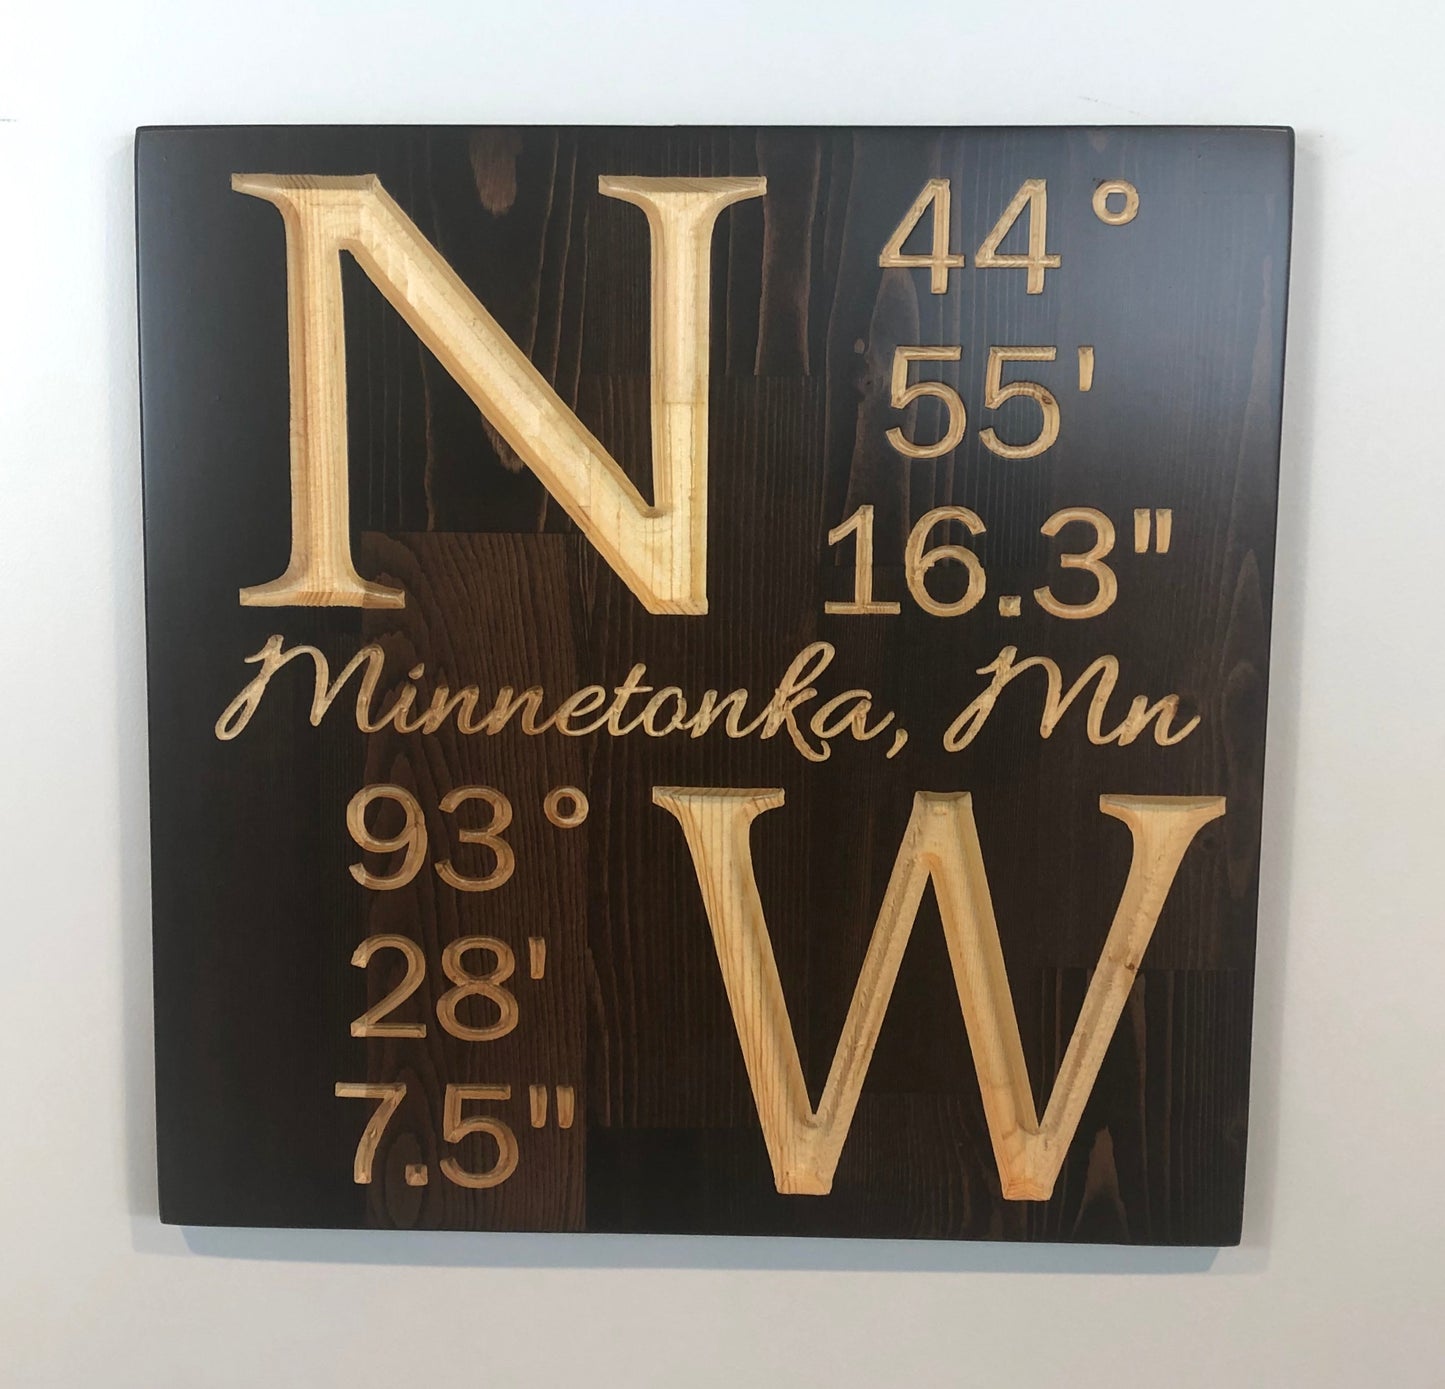 N 44°
55'
16.3"
Minnetonka, Mn
93° W
28'
7.5"